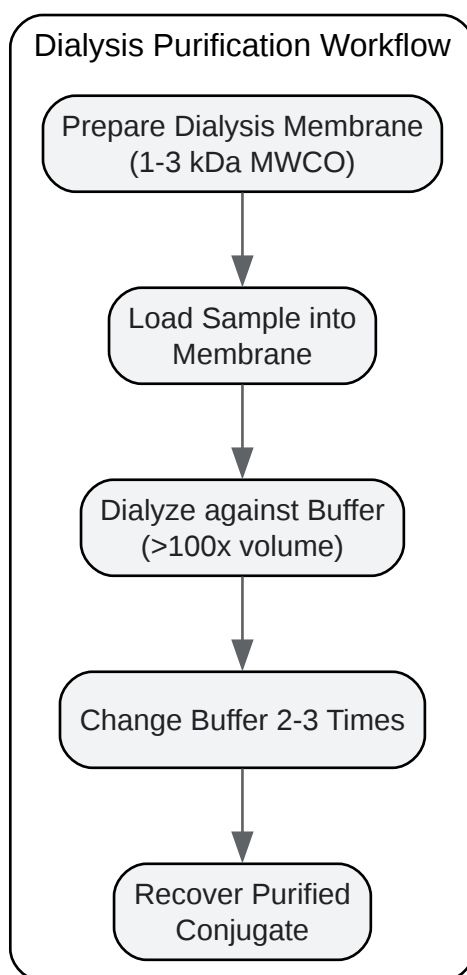 Dialysis Purification Workflow
Prepare Dialysis Membrane
(1-3 kDa MWCO)
Load Sample into
Membrane
Dialyze against Buffer
(>100x volume)
Change Buffer 2-3 Times
Recover Purified
Conjugate